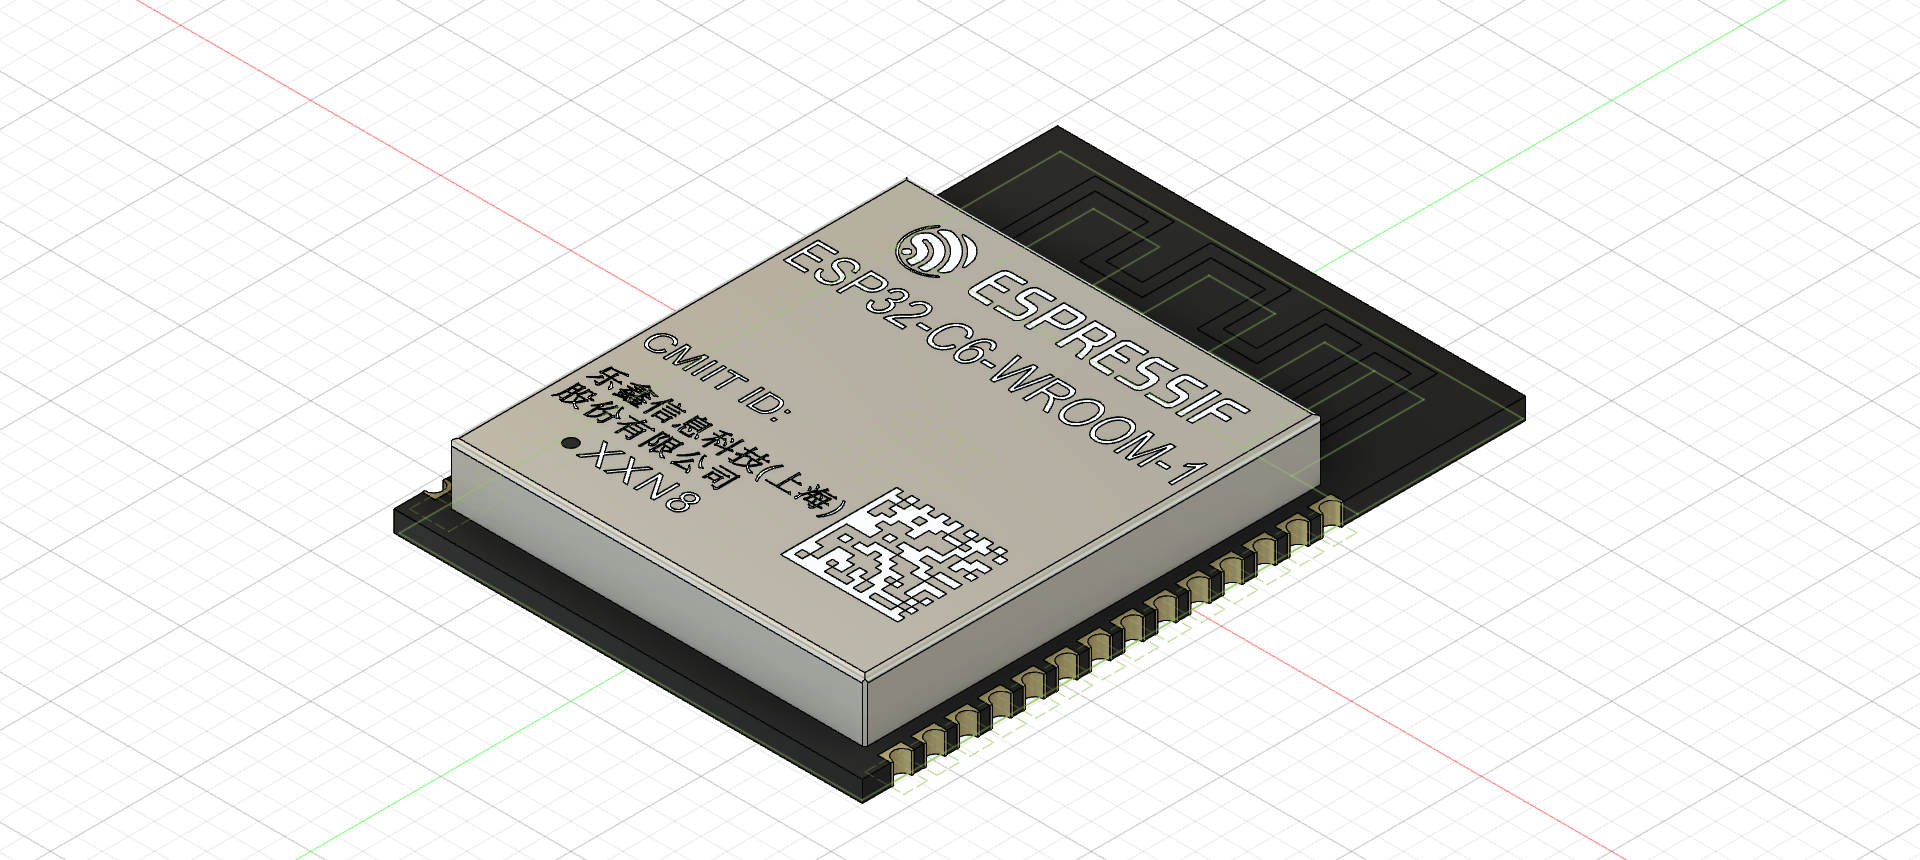 ESPRESSIF
ESP32-C6-WROOM-1
CMIIT ID:
乐鑫信息科技(上海)
股份有限公司
XXN8